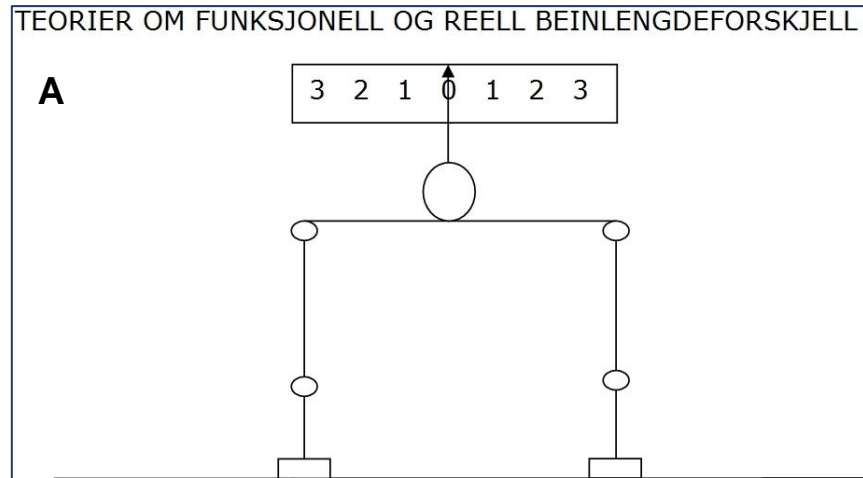 TEORIER OM FUNKSJONELL OG REELL BEINLENGDEFORSKJELL
A
3 2 1 0 1 2 3